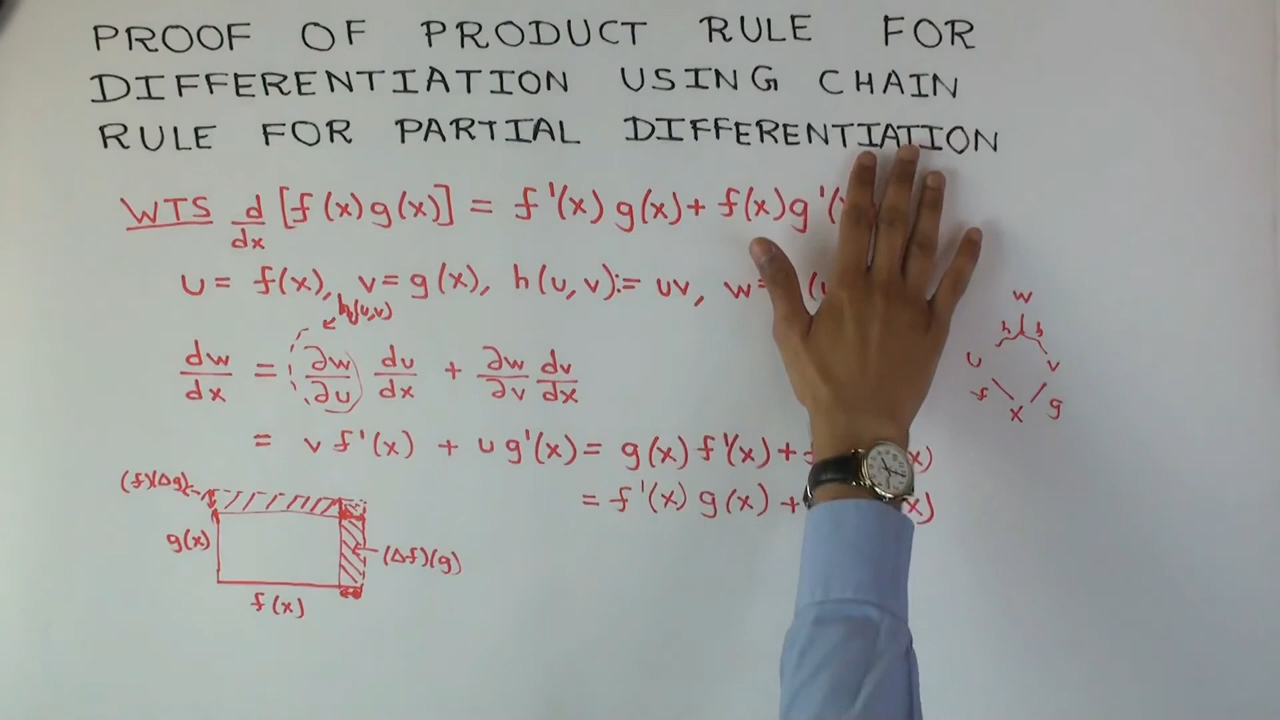 PROOF OF PRODUCT RULE FOR
DIFFERENTIATION USING CHAIN
RULE FOR PARTIAL DIFFERENTIATION
WTS d/dx [f(x)g(x)] = f'(x) g(x) + f(x)g'(
u = f(x), v = g(x), h(u,v) := uv, w =
h(u,v)
dw/dx = ∂w/∂u du/dx + ∂w/∂v dv/dx
= v f'(x) + u g'(x) = g(x) f'(x) + x)
= f'(x) g(x) + x)
w
h h
u v
f x g
(f)(Δg)
g(x)
(Δf)(g)
f(x)